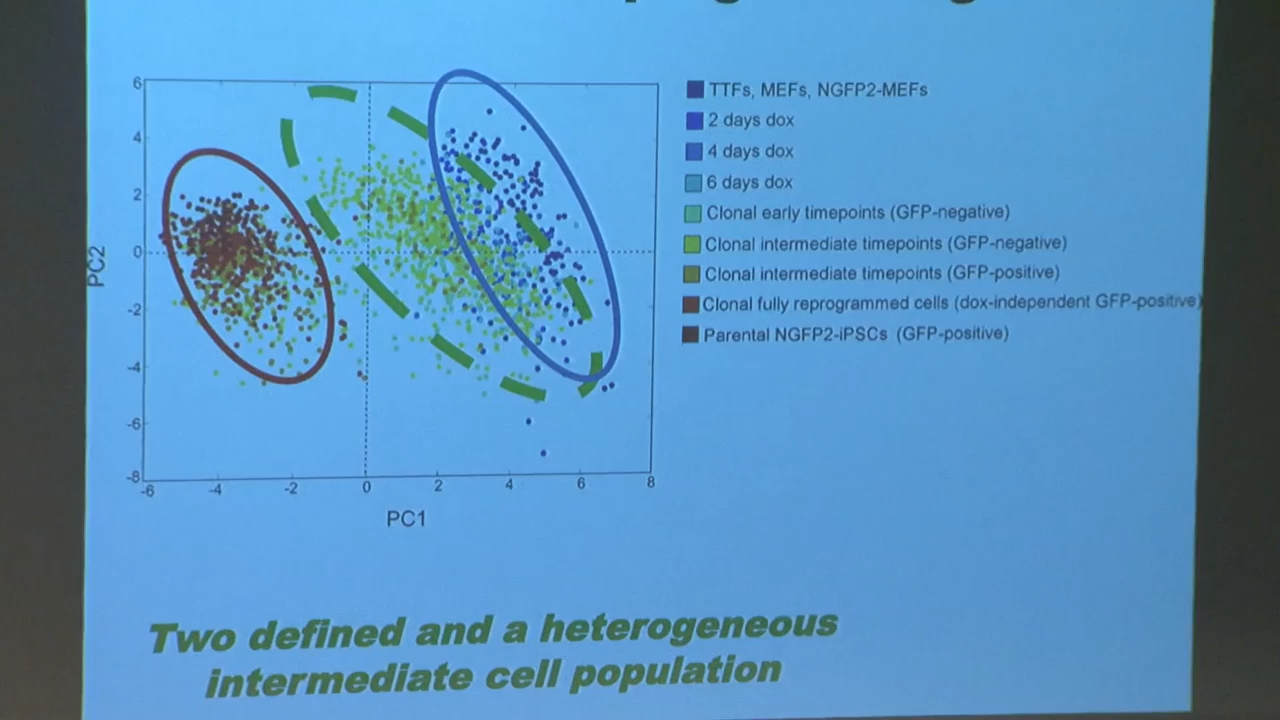 TTFs, MEFs, NGFP2-MEFs
2 days dox
4 days dox
6 days dox
Clonal early timepoints (GFP-negative)
Clonal intermediate timepoints (GFP-negative)
Clonal intermediate timepoints (GFP-positive)
Clonal fully reprogrammed cells (dox-independent GFP-positive)
Parental NGFP2-iPSCs (GFP-positive)
6
4
2
0
-2
-4
-6
-8
PC2
-6 -4 -2 0 2 4 6 8
PC1
Two defined and a heterogeneous
intermediate cell population